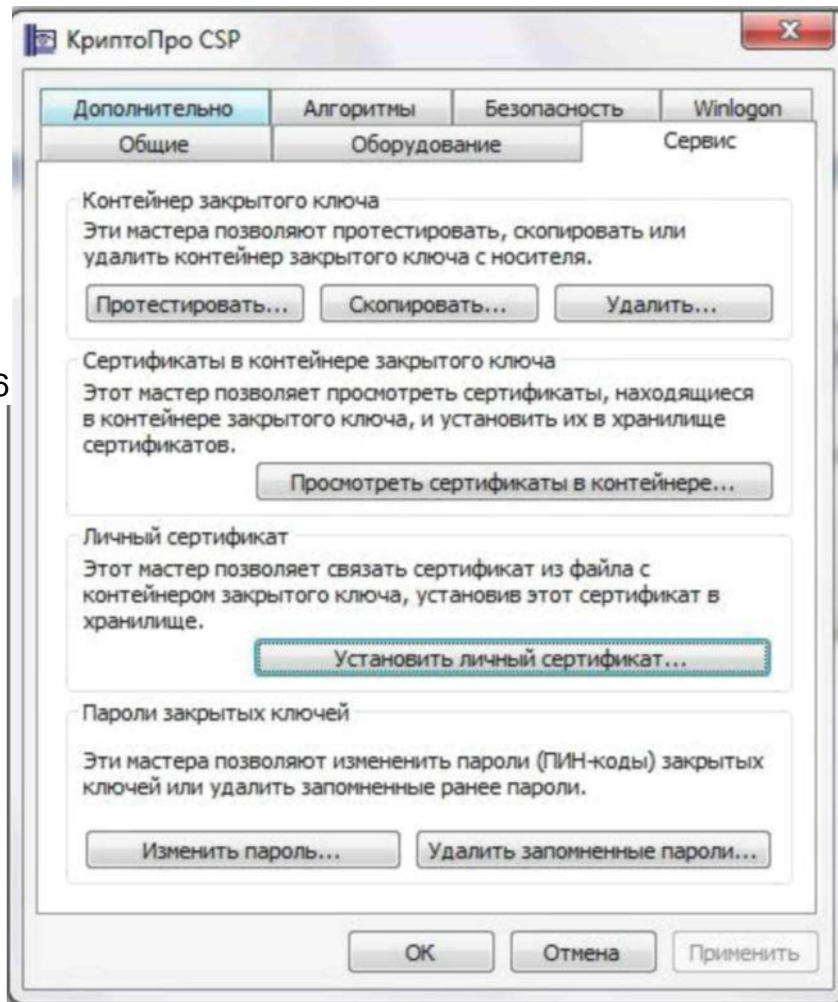 КриптоПро CSP
Дополнительно Алгоритмы Безопасность Winlogon
Общие Оборудование Сервис
Контейнер закрытого ключа
Эти мастера позволяют протестировать, скопировать или
удалить контейнер закрытого ключа с носителя.
Протестировать... Скопировать... Удалить...
6
Сертификаты в контейнере закрытого ключа
Этот мастер позволяет просмотреть сертификаты, находящиеся
в контейнере закрытого ключа, и установить их в хранилище
сертификатов.
Просмотреть сертификаты в контейнере...
Личный сертификат
Этот мастер позволяет связать сертификат из файла с
контейнером закрытого ключа, установив этот сертификат в
хранилище.
Установить личный сертификат...
Пароли закрытых ключей
Эти мастера позволяют измененить пароли (ПИН-коды) закрытых
ключей или удалить запомненные ранее пароли.
Изменить пароль... Удалить запомненные пароли...
ОК Отмена Применить